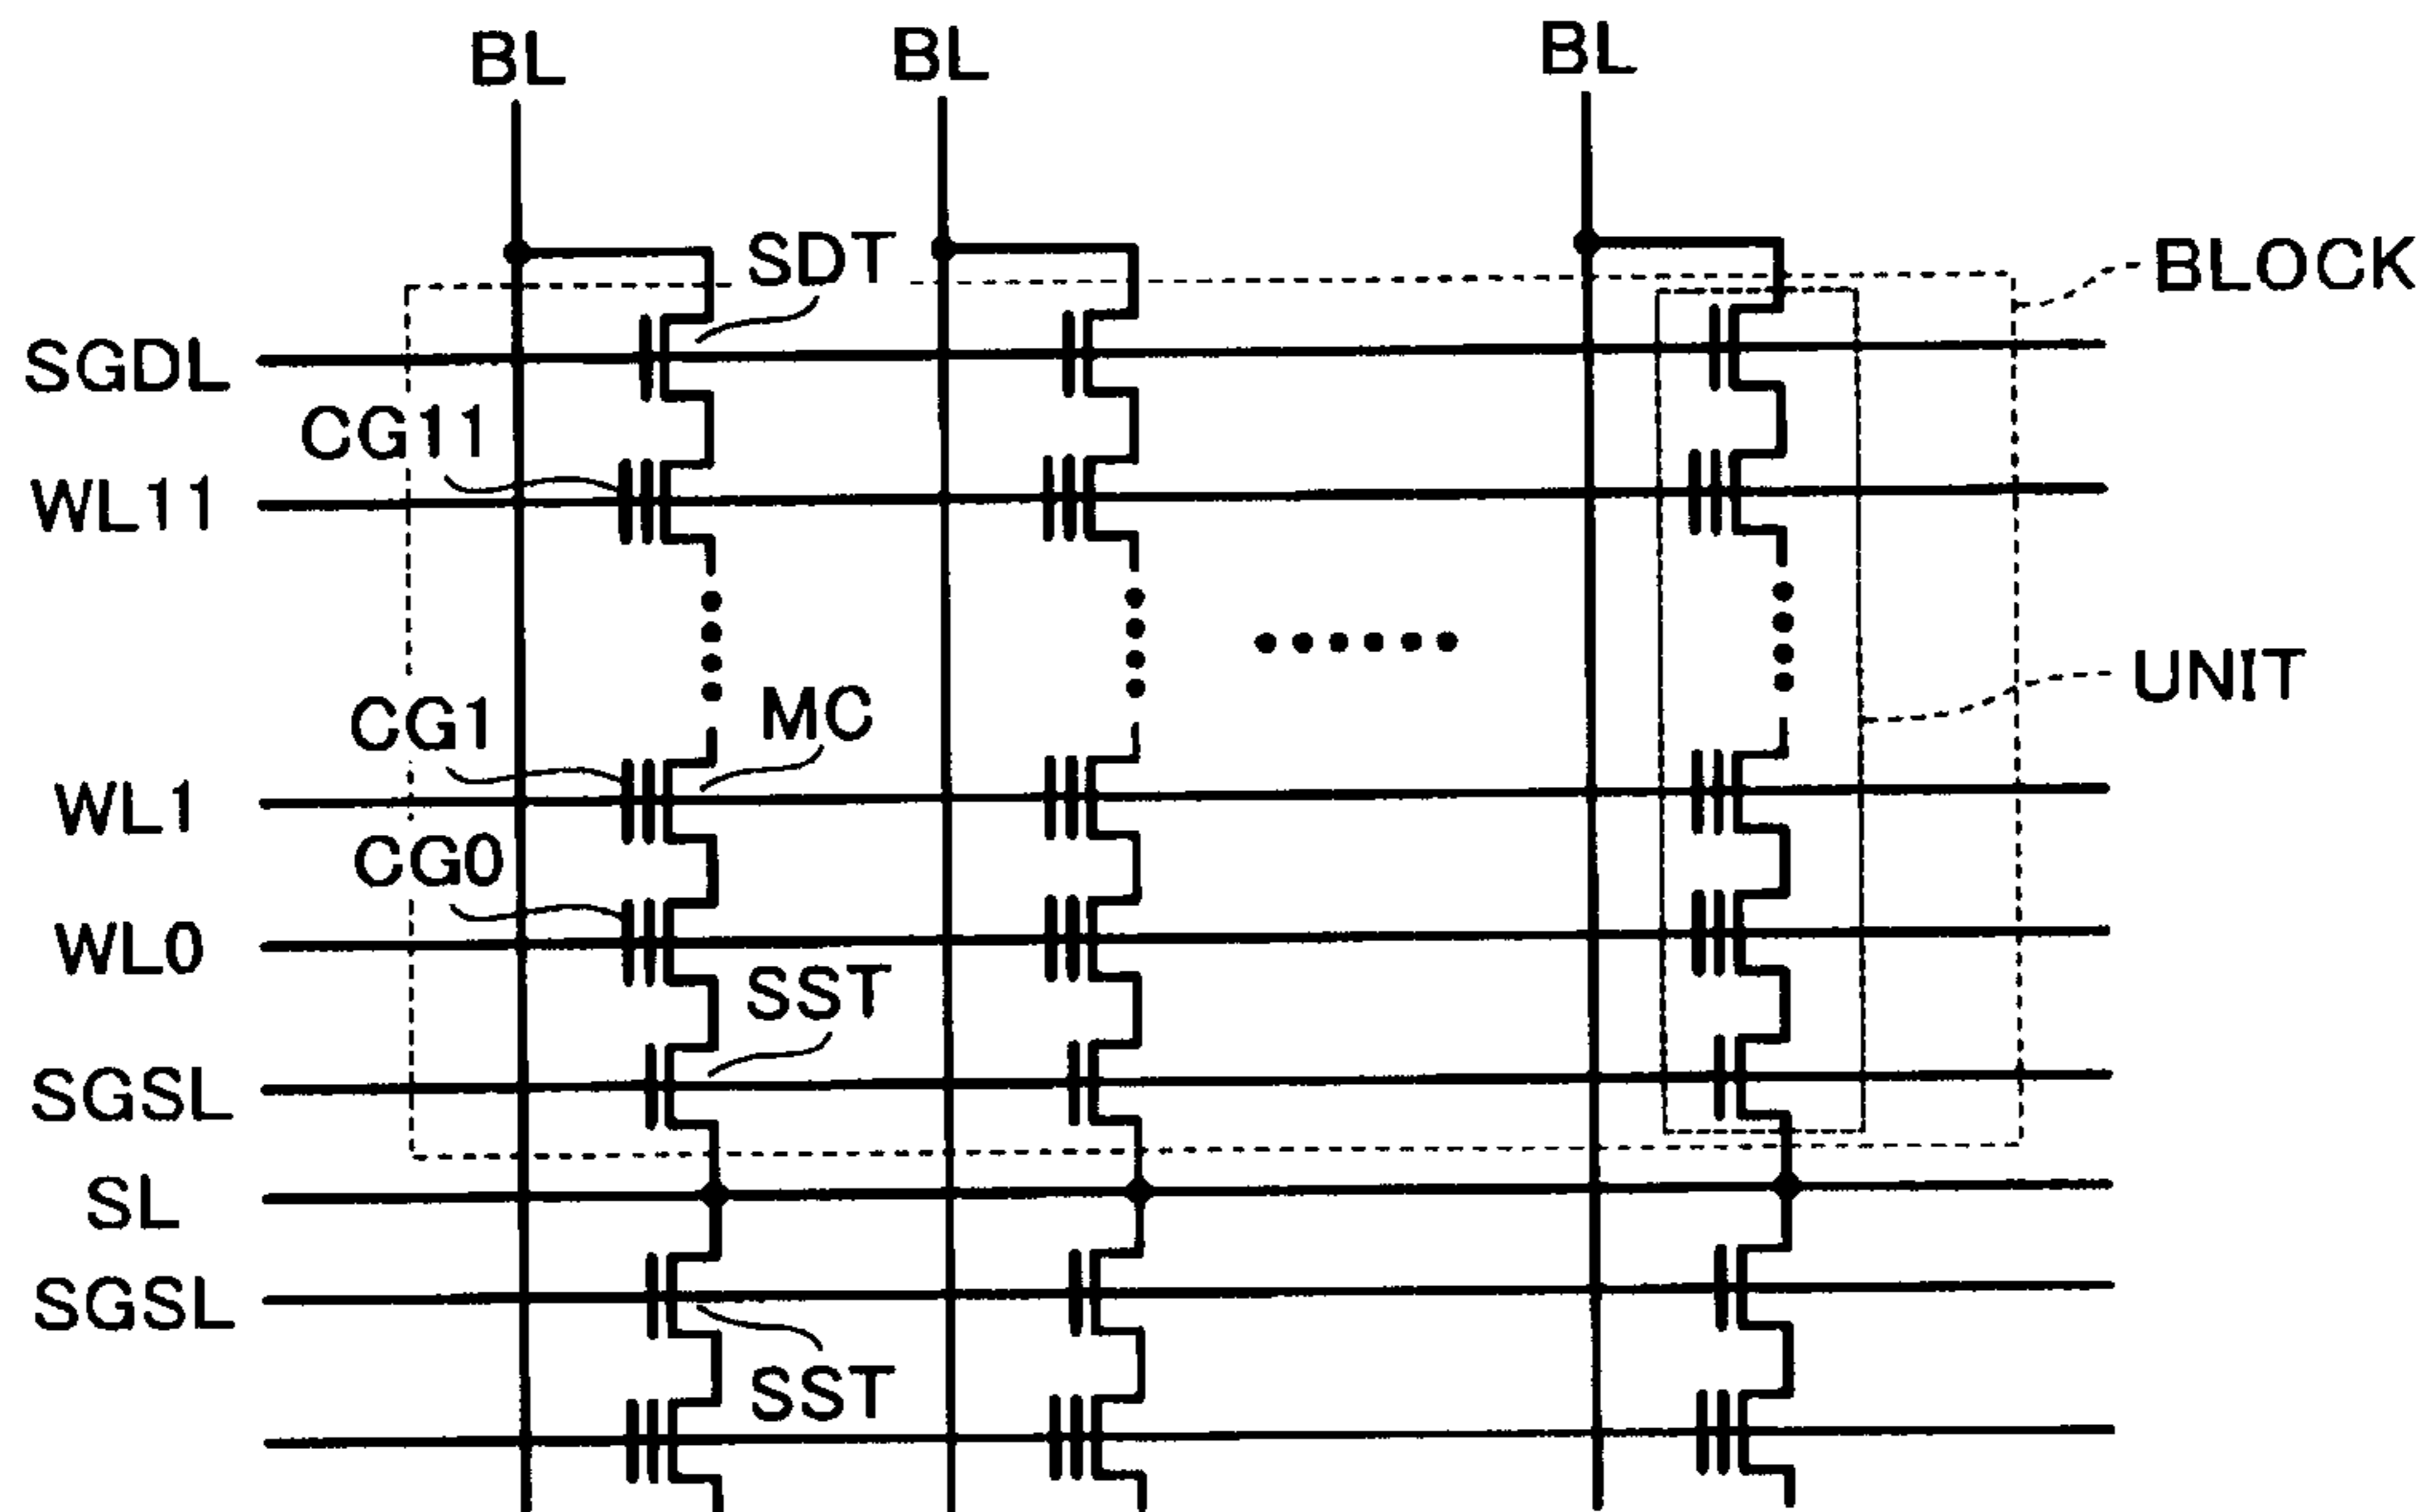 BL BL BL
SDT
BLOCK
SGDL
CG11
WL11
UNIT
CG1
MC
WL1
CG0
WL0
SST
SGSL
SL
SGSL
SST